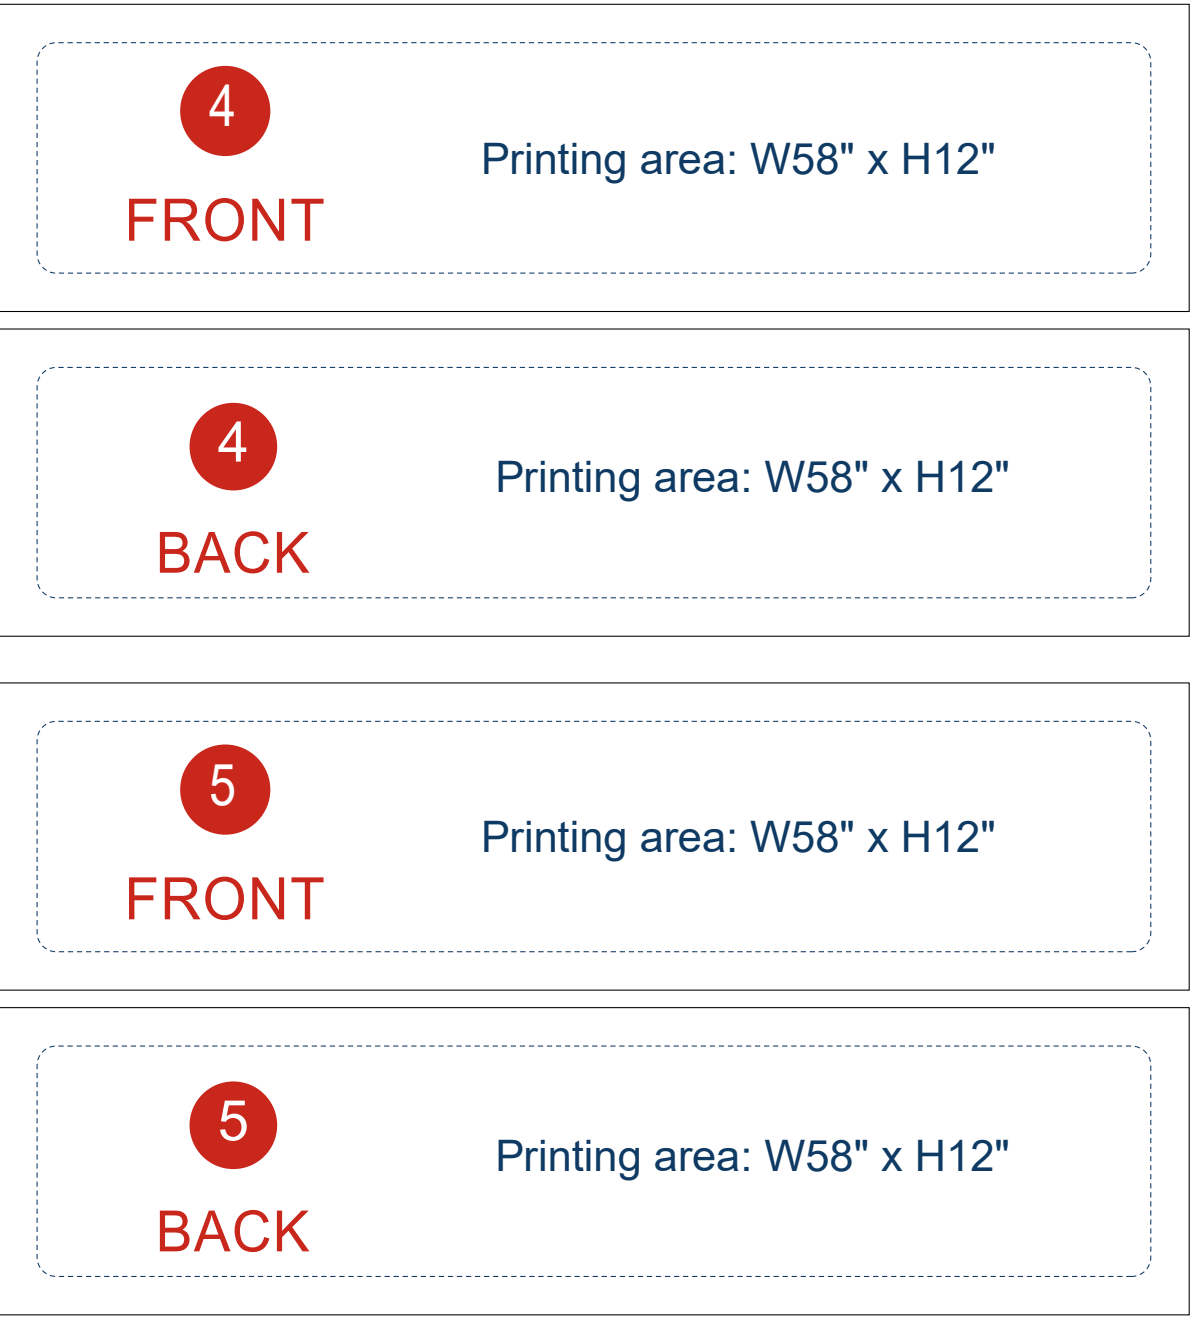 4
Printing area: W58" x H12"
FRONT
4
Printing area: W58" x H12"
BACK
5
Printing area: W58" x H12"
FRONT
5
Printing area: W58" x H12"
BACK